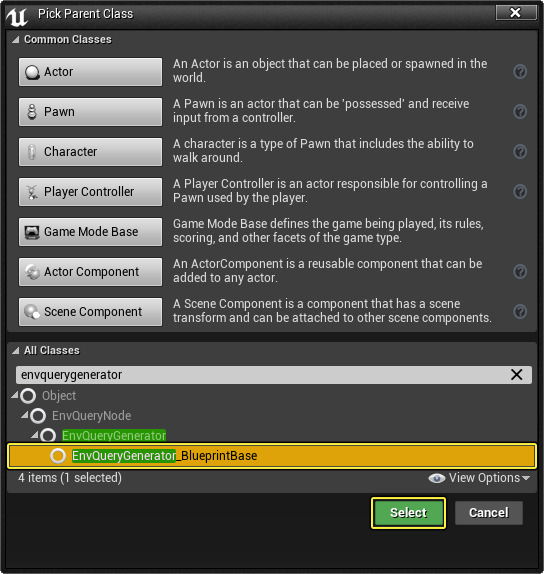 Pick Parent Class
Common Classes
Actor
An Actor is an object that can be placed or spawned in the
world.
Pawn
A Pawn is an actor that can be 'possessed' and receive
input from a controller.
Character
A character is a type of Pawn that includes the ability to
walk around.
Player Controller
A Player Controller is an actor responsible for controlling a
Pawn used by the player.
Game Mode Base
Game Mode Base defines the game being played, its rules,
scoring, and other facets of the game type.
Actor Component
An ActorComponent is a reusable component that can be
added to any actor.
Scene Component
A Scene Component is a component that has a scene
transform and can be attached to other scene components.
All Classes
envquerygenerator
Object
EnvQueryNode
EnvQueryGenerator
EnvQueryGenerator_BlueprintBase
4 items (1 selected)
View Options
Select
Cancel